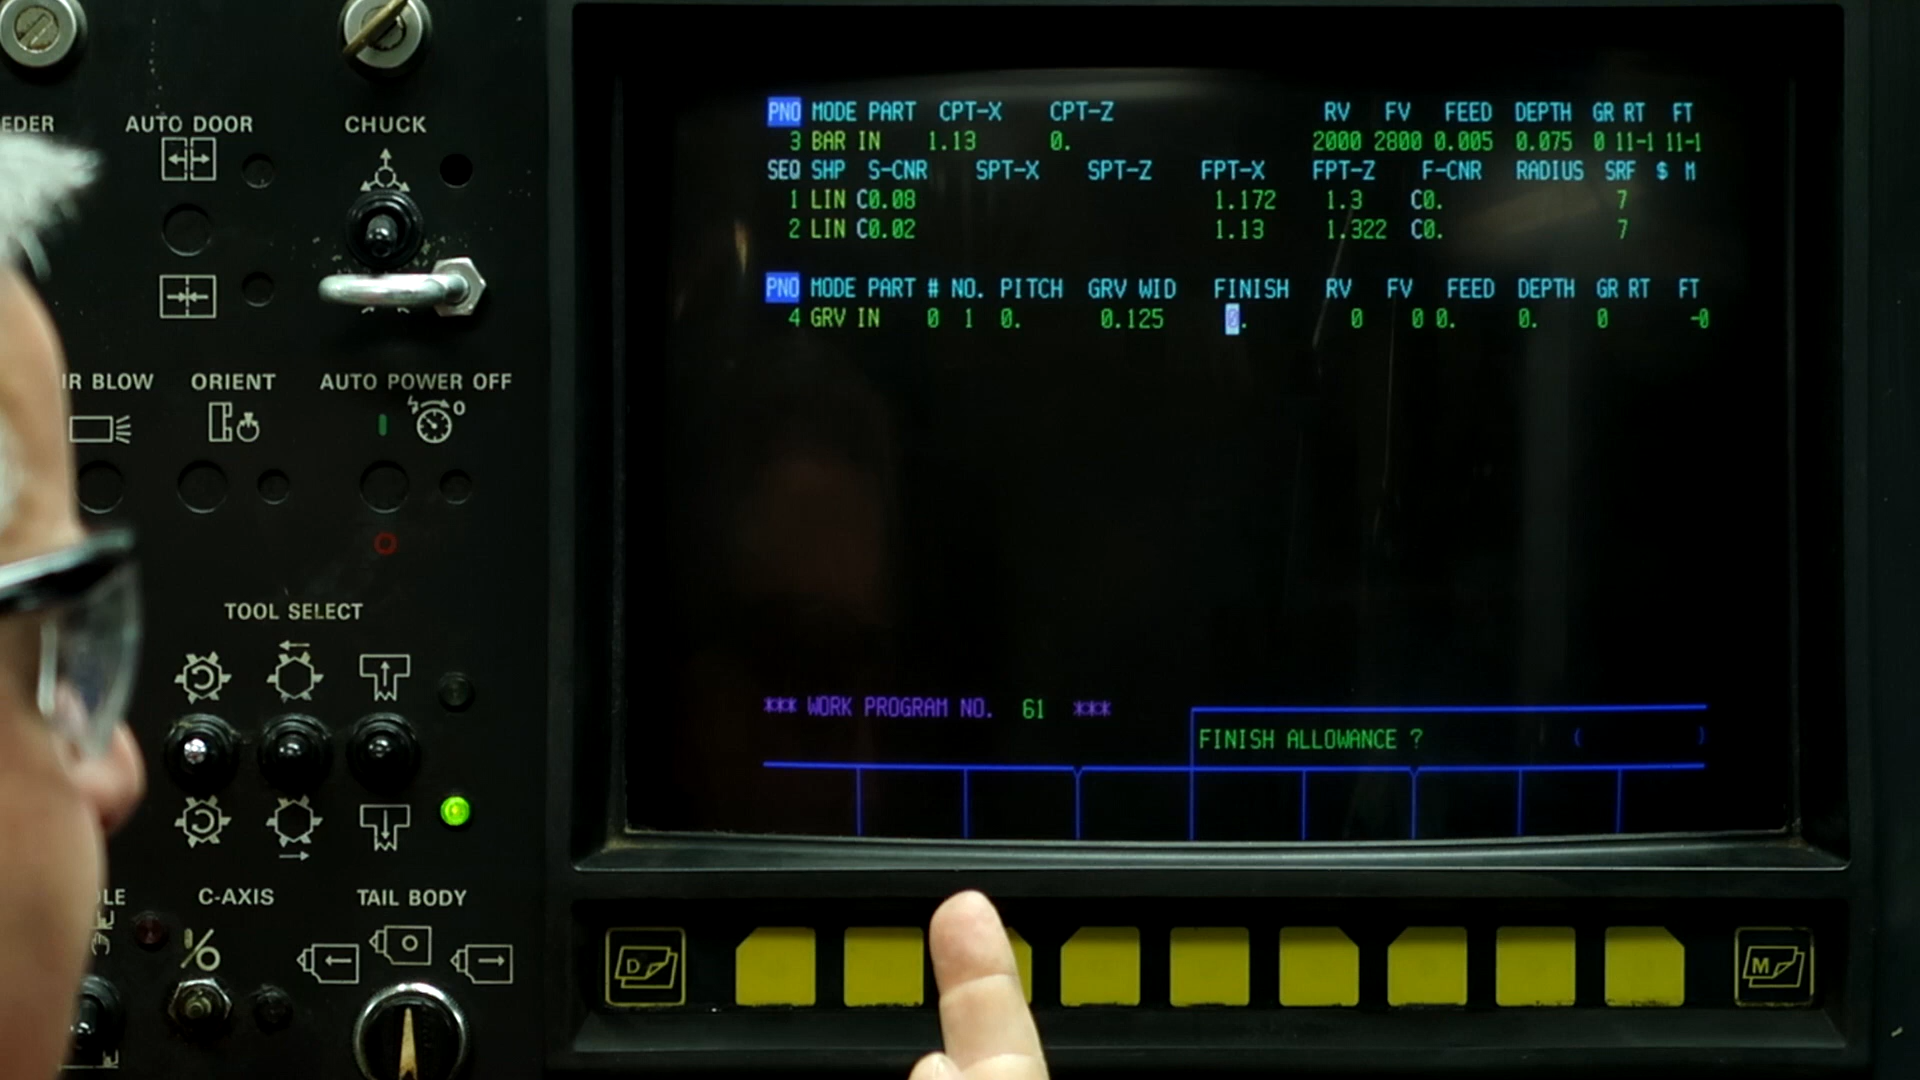 EDER
AUTO DOOR
CHUCK
IR BLOW
ORIENT
AUTO POWER OFF
O
TOOL SELECT
C-AXIS
TAIL BODY
PNO MODE PART CPT-X CPT-Z RV FV FEED DEPTH GR RT FT
3 BAR IN 1.13 0. 2000 2800 0.005 0.075 0 11-1 11-1
SEQ SHP S-CNR SPT-X SPT-Z FPT-X FPT-Z F-CNR RADIUS SRF $ M
1 LIN C0.08 1.172 1.3 C0. 7
2 LIN C0.02 1.13 1.322 C0. 7
PNO MODE PART # NO. PITCH GRV WID FINISH RV FV FEED DEPTH GR RT FT
4 GRV IN 0 1 0. 0.125 0. 0 0 0. 0. 0 -0
*** WORK PROGRAM NO. 61 ***
FINISH ALLOWANCE ? ( )
D
M